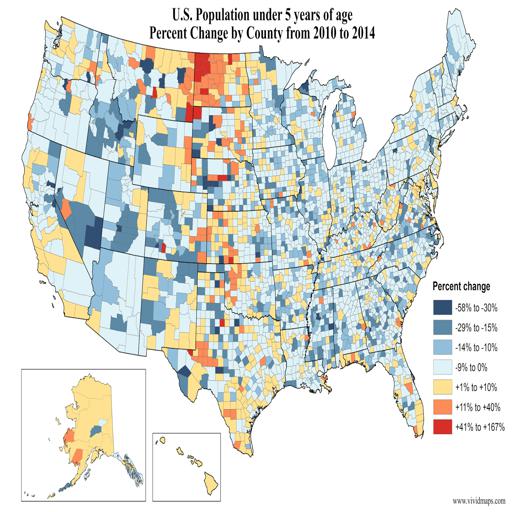 U.S. Population under 5 years of age
Percent Change by County from 2010 to 2014
Percent change
-58% to -30%
-29% to -15%
-14% to -10%
-9% to 0%
+1% to +10%
+11% to +40%
+41% to +167%
www.vividmaps.com